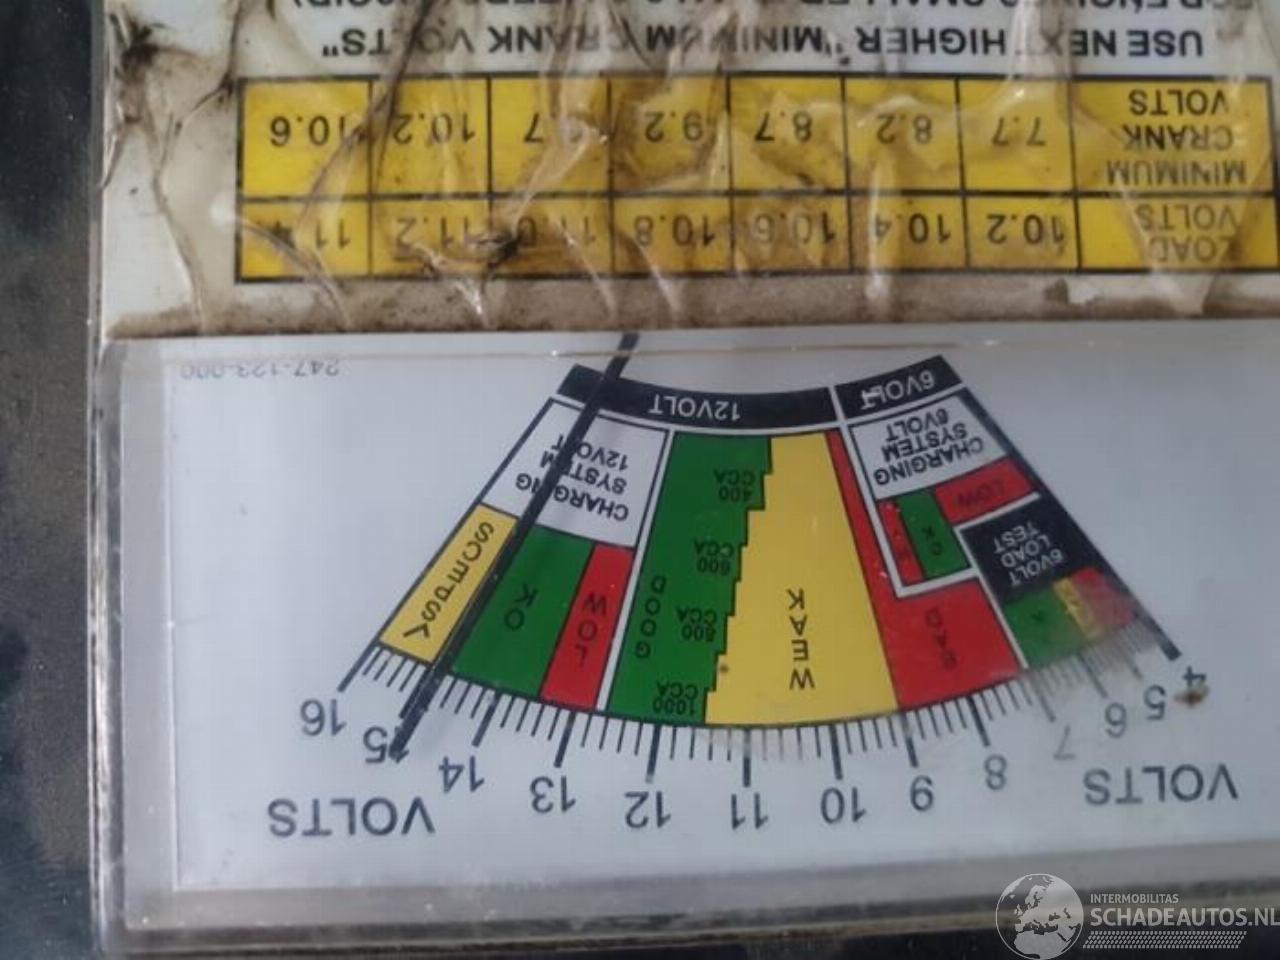 VOLTS
VOLTS
4 5 6 7 8 9 10 11 12 13 14 15 16
6VOLT LOAD TEST
BAD
WEAK
1000 CCA
800 CCA
600 CCA
400 CCA
GOOD
LOW
OK
SUSPECT
LOW
OK
CHARGING SYSTEM 6VOLT
CHARGING SYSTEM 12VOLT
6VOLT
12VOLT
247-123-000
LOAD VOLTS 10.2 10.4 10.6 10.8 11.0 11.2 11.4
MINIMUM CRANK VOLTS 7.7 8.2 8.7 9.2 9.7 10.2 10.6
USE NEXT HIGHER "MINIMUM CRANK VOLTS"
INTERMOBILITAS
SCHADEAUTOS.NL